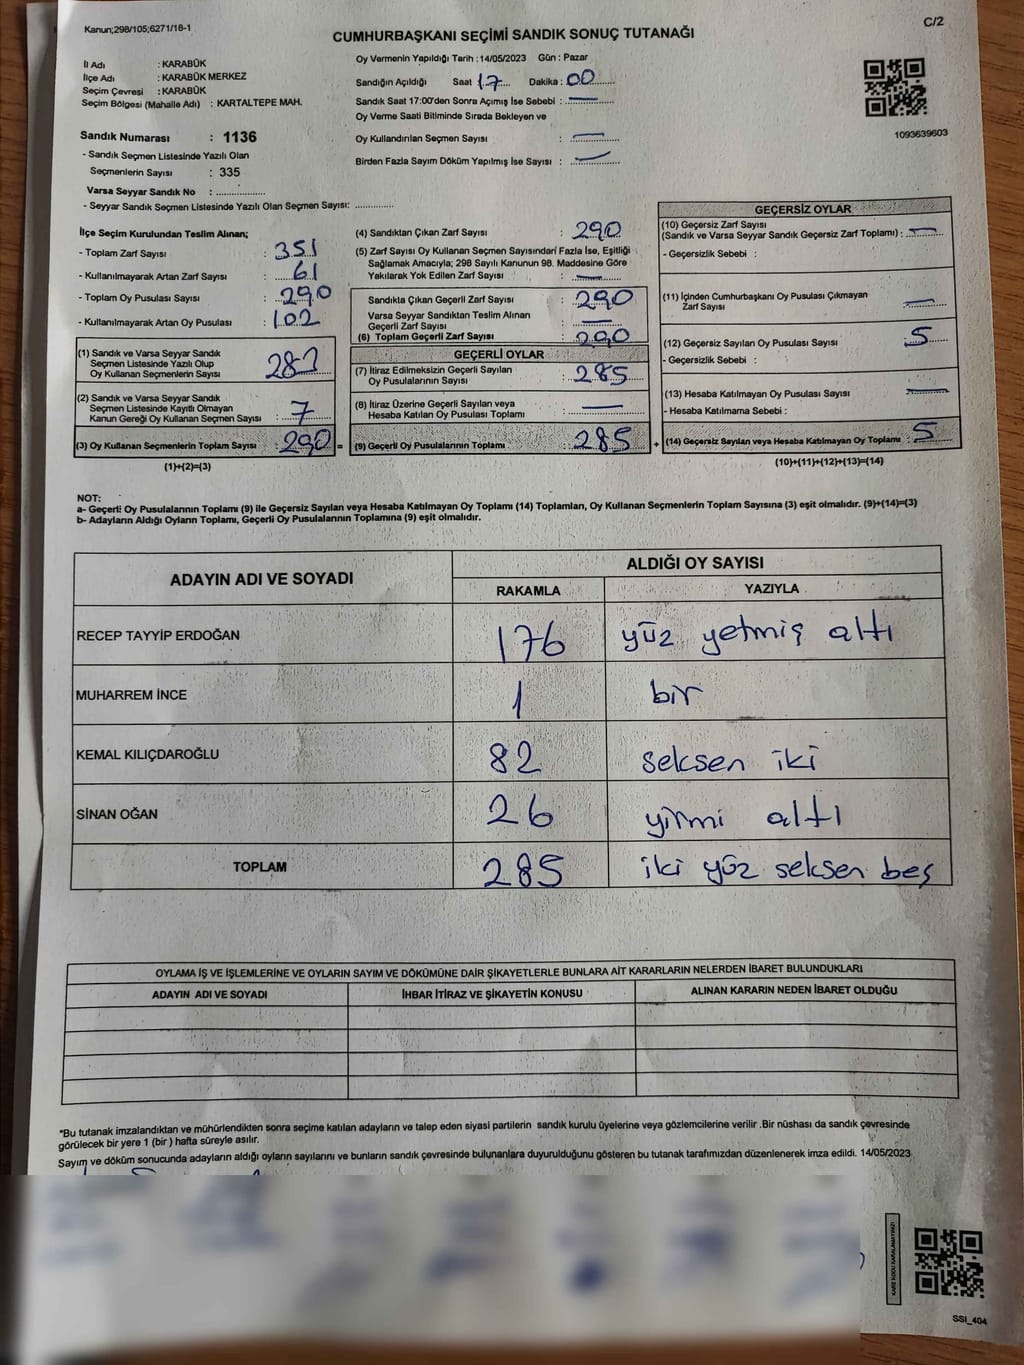 Kanun;298/105;6271/18-1
C/2
CUMHURBAŞKANI SEÇİMİ SANDIK SONUÇ TUTANAĞI
İl Adı : KARABÜK
İlçe Adı : KARABÜK MERKEZ
Seçim Çevresi : KARABÜK
Seçim Bölgesi (Mahalle Adı) : KARTALTEPE MAH.
Sandık Numarası : 1136
- Sandık Seçmen Listesinde Yazılı Olan
Seçmenlerin Sayısı : 335
Varsa Seyyar Sandık No : ..................
- Seyyar Sandık Seçmen Listesinde Yazılı Olan Seçmen Sayısı: ..............
Oy Vermenin Yapıldığı Tarih : 14/05/2023 Gün : Pazar
Sandığın Açıldığı Saat 17 Dakika : 00
Sandık Saat 17:00'den Sonra Açımış İse Sebebi : —
Oy Verme Saati Bitiminde Sırada Bekleyen ve
Oy Kullandırılan Seçmen Sayısı : —
Birden Fazla Sayım Döküm Yapılmış İse Sayısı : —
1093639603
İlçe Seçim Kurulundan Teslim Alınan;
- Toplam Zarf Sayısı : 351
- Kullanılmayarak Artan Zarf Sayısı : 61
- Toplam Oy Pusulası Sayısı : 290
- Kullanılmayarak Artan Oy Pusulası : 102
(1) Sandık ve Varsa Seyyar Sandık
Seçmen Listesinde Yazılı Olup
Oy Kullanan Seçmenlerin Sayısı : 283
(2) Sandık ve Varsa Seyyar Sandık
Seçmen Listesinde Kayıtlı Olmayan
Kanun Gereği Oy Kullanan Seçmen Sayısı : 7
(3) Oy Kullanan Seçmenlerin Toplam Sayısı : 290 =
(1)+(2)=(3)
(4) Sandıktan Çıkan Zarf Sayısı : 290
(5) Zarf Sayısı Oy Kullanan Seçmen Sayısından Fazla İse, Eşitliği
Sağlamak Amacıyla; 298 Sayılı Kanunun 98. Maddesine Göre
Yakılarak Yok Edilen Zarf Sayısı : —
Sandıkta Çıkan Geçerli Zarf Sayısı : 290
Varsa Seyyar Sandıktan Teslim Alınan
Geçerli Zarf Sayısı : —
(6) Toplam Geçerli Zarf Sayısı : 290
GEÇERLİ OYLAR
(7) İtiraz Edilmeksizin Geçerli Sayılan
Oy Pusulalarının Sayısı : 285
(8) İtiraz Üzerine Geçerli Sayılan veya
Hesaba Katılan Oy Pusulası Toplamı : —
(9) Geçerli Oy Pusulalarının Toplamı : 285 +
GEÇERSİZ OYLAR
(10) Geçersiz Zarf Sayısı
(Sandık ve Varsa Seyyar Sandık Geçersiz Zarf Toplamı) : —
- Geçersizlik Sebebi :
(11) İçinden Cumhurbaşkanı Oy Pusulası Çıkmayan
Zarf Sayısı —
(12) Geçersiz Sayılan Oy Pusulası Sayısı 5
- Geçersizlik Sebebi :
(13) Hesaba Katılmayan Oy Pusulası Sayısı —
- Hesaba Katılmama Sebebi :
(14) Geçersiz Sayılan veya Hesaba Katılmayan Oy Toplamı : 5
(10)+(11)+(12)+(13)=(14)
NOT:
a- Geçerli Oy Pusulalarının Toplamı (9) ile Geçersiz Sayılan veya Hesaba Katılmayan Oy Toplamı (14) Toplamları, Oy Kullanan Seçmenlerin Toplam Sayısına (3) eşit olmalıdır. (9)+(14)=(3)
b- Adayların Aldığı Oyların Toplamı, Geçerli Oy Pusulalarının Toplamına (9) eşit olmalıdır.
ADAYIN ADI VE SOYADI
ALDIĞI OY SAYISI
RAKAMLA YAZIYLA
RECEP TAYYİP ERDOĞAN 176 yüz yetmiş altı
MUHARREM İNCE 1 bir
KEMAL KILIÇDAROĞLU 82 seksen iki
SİNAN OĞAN 26 yirmi altı
TOPLAM 285 iki yüz seksen beş
OYLAMA İŞ VE İŞLEMLERİNE VE OYLARIN SAYIM VE DÖKÜMÜNE DAİR ŞİKAYETLERLE BUNLARA AİT KARARLARIN NELERDEN İBARET BULUNDUKLARI
ADAYIN ADI VE SOYADI İHBAR İTİRAZ VE ŞİKAYETİN KONUSU ALINAN KARARIN NEDEN İBARET OLDUĞU
*Bu tutanak imzalandıktan ve mühürlendikten sonra seçime katılan adayların ve talep eden siyasi partilerin sandık kurulu üyelerine veya gözlemcilerine verilir .Bir nüshası da sandık çevresinde
görülecek bir yere 1 (bir ) hafta süreyle asılır.
Sayım ve döküm sonucunda adayların aldığı oyların sayılarını ve bunların sandık çevresinde bulunanlara duyurulduğunu gösteren bu tutanak tarafımızdan düzenlenerek imza edildi. 14/05/2023
KARE KODU KARALAMAYINIZ!
SSI_404